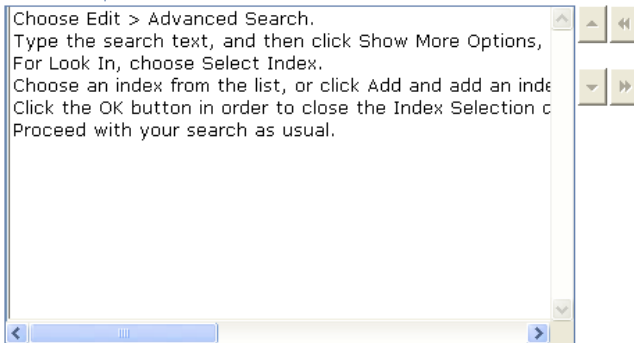 Choose Edit > Advanced Search.
Type the search text, and then click Show More Options,
For Look In, choose Select Index.
Choose an index from the list, or click Add and add an inde
Click the OK button in order to close the Index Selection
Proceed with your search as usual.